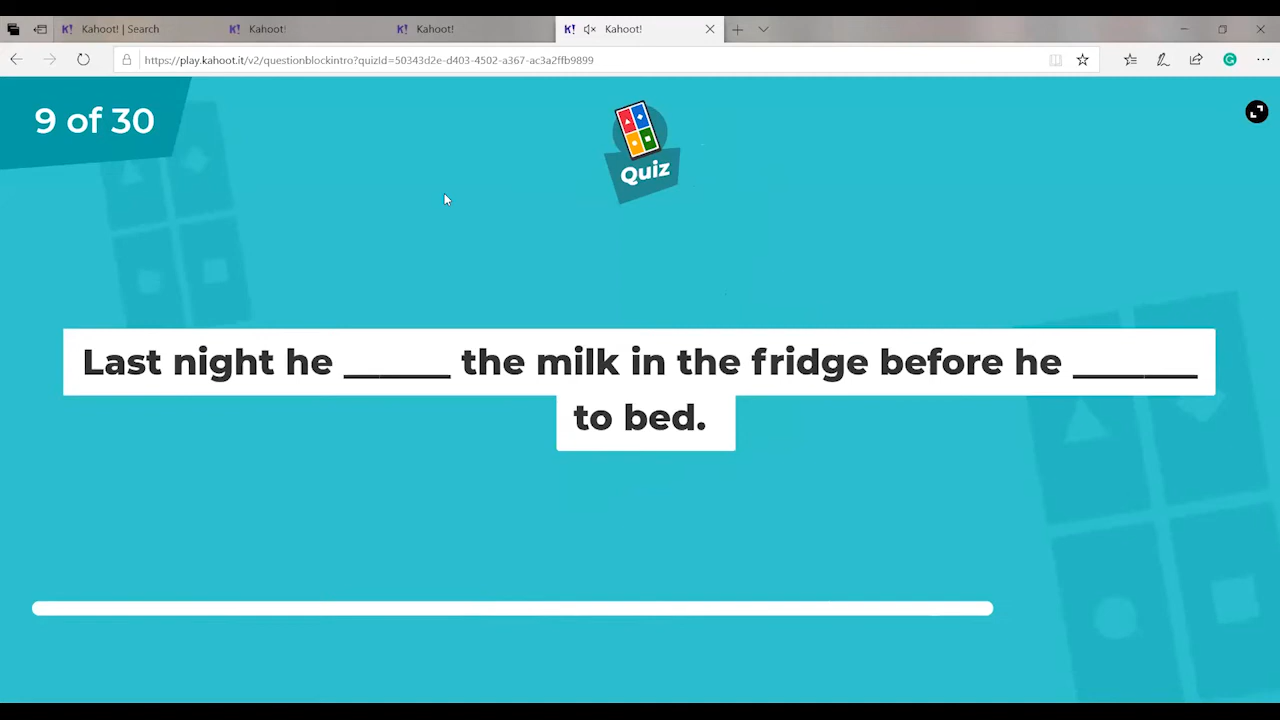 Kahoot! | Search
Kahoot!
Kahoot!
Kahoot!
https://play.kahoot.it/v2/questionblockintro?quizId=50343d2e-d403-4502-a367-ac3a2ffb9899
9 of 30
Quiz
Last night he ______ the milk in the fridge before he _______
to bed.